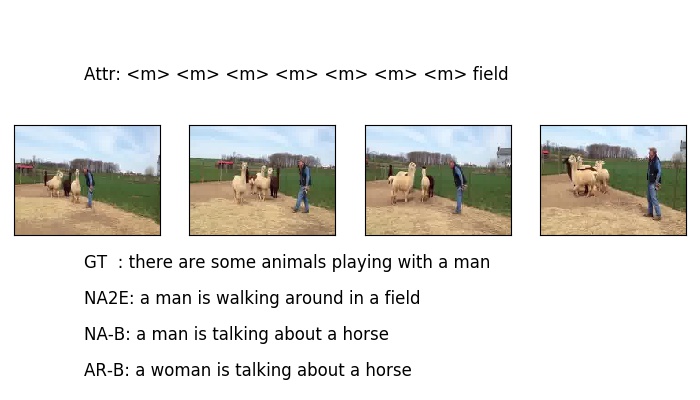 Attr: <m> <m> <m> <m> <m> <m> <m> field
GT : there are some animals playing with a man
NA2E: a man is walking around in a field
NA-B: a man is talking about a horse
AR-B: a woman is talking about a horse